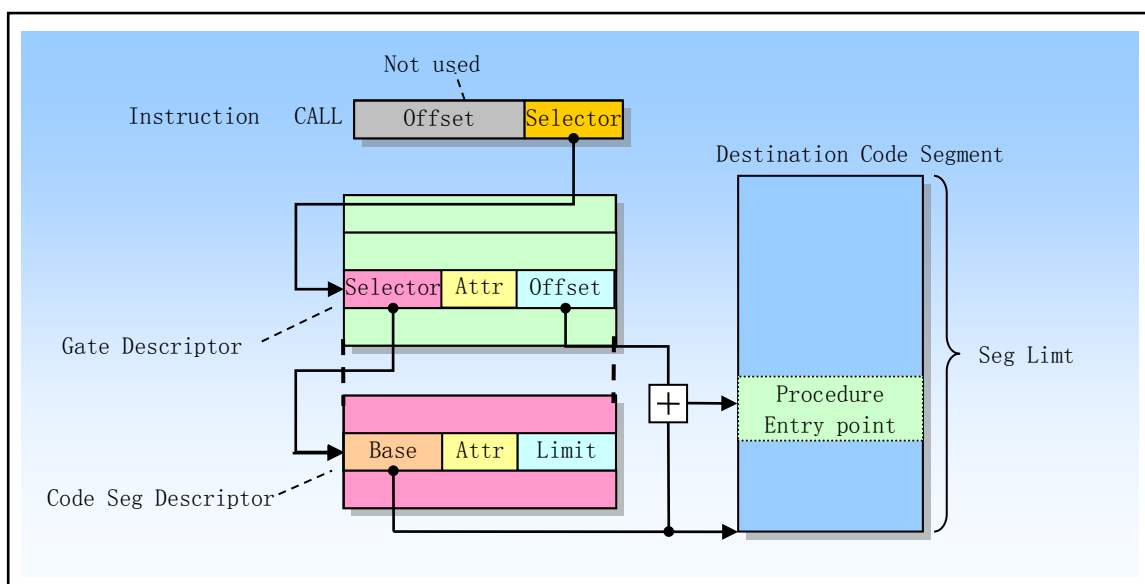 Not used
Instruction CALL Offset Selector
Destination Code Segment
Selector Attr Offset
Gate Descriptor
Seg Limt
Procedure
Entry point
Base Attr Limit
Code Seg Descriptor